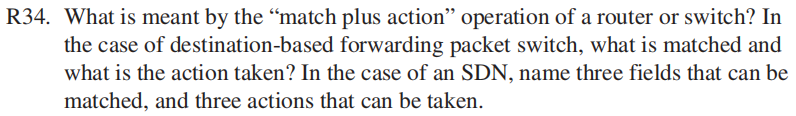 R34. What is meant by the “match plus action” operation of a router or switch? In
the case of destination-based forwarding packet switch, what is matched and
what is the action taken? In the case of an SDN, name three fields that can be
matched, and three actions that can be taken.